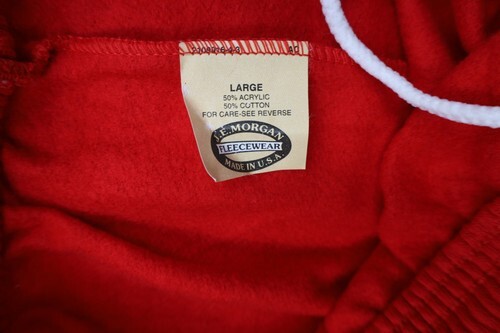 LARGE
50% ACRYLIC
50% COTTON
FOR CARE-SEE REVERSE
J.E. MORGAN
FLEECEWEAR
MADE IN U.S.A.